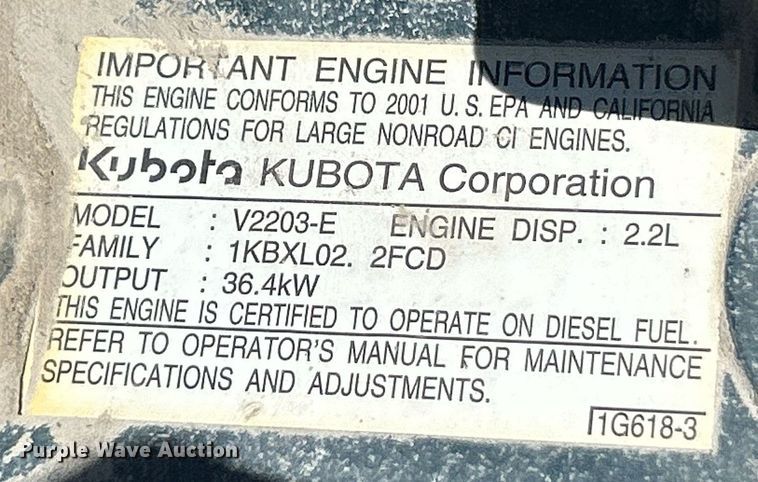 IMPORTANT ENGINE INFORMATION
THIS ENGINE CONFORMS TO 2001 U.S. EPA AND CALIFORNIA
REGULATIONS FOR LARGE NONROAD CI ENGINES.
Kubota KUBOTA Corporation
MODEL : V2203-E ENGINE DISP. : 2.2L
FAMILY : 1KBXL02. 2FCD
OUTPUT : 36.4kW
THIS ENGINE IS CERTIFIED TO OPERATE ON DIESEL FUEL.
REFER TO OPERATOR'S MANUAL FOR MAINTENANCE
SPECIFICATIONS AND ADJUSTMENTS.
1G618-3
Purple Wave Auction